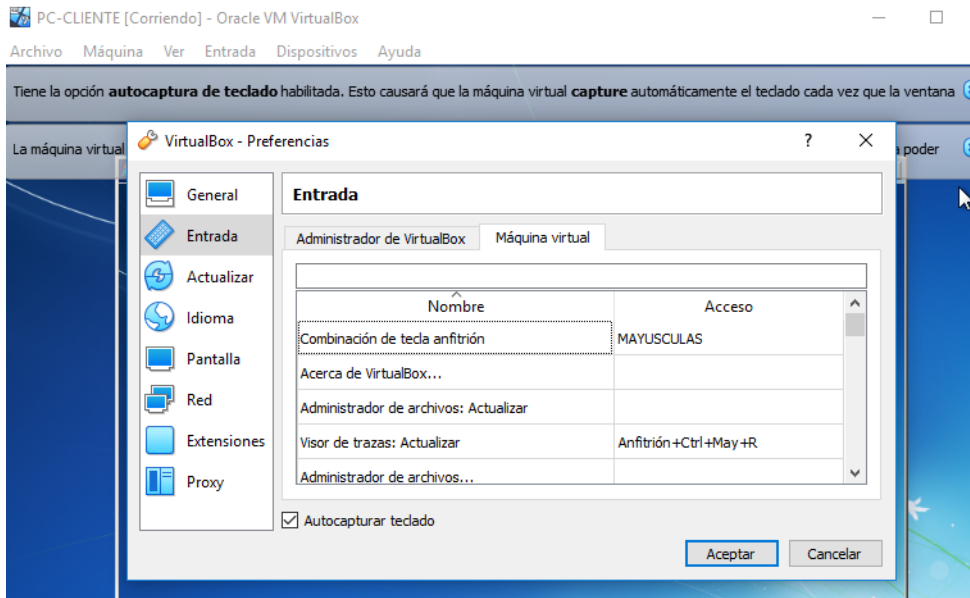 PC-CLIENTE [Corriendo] - Oracle VM VirtualBox
Archivo Máquina Ver Entrada Dispositivos Ayuda
Tiene la opción autocaptura de teclado habilitada. Esto causará que la máquina virtual capture automáticamente el teclado cada vez que la ventana
La máquina virtual
a poder
VirtualBox - Preferencias
?
General
Entrada
Actualizar
Idioma
Pantalla
Red
Extensiones
Proxy
Entrada
Administrador de VirtualBox Máquina virtual
Nombre Acceso
Combinación de tecla anfitrión MAYUSCULAS
Acerca de VirtualBox...
Administrador de archivos: Actualizar
Visor de trazas: Actualizar Anfitrión+Ctrl+May+R
Administrador de archivos...
Autocapturar teclado
Aceptar Cancelar